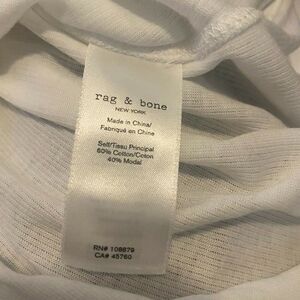 rag & bone
NEW YORK
Made in China/
Fabriqué en Chine
Self/Tissu Principal
60% Cotton/Coton
40% Modal
RN# 108879
CA# 45760